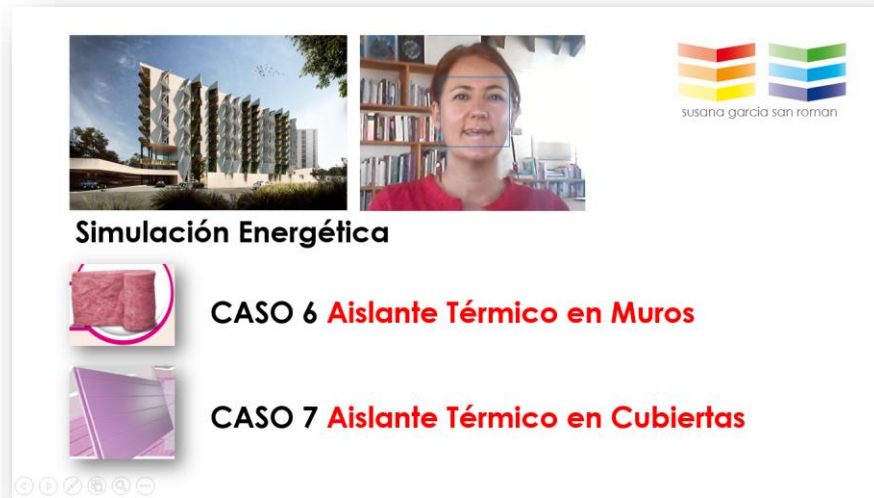 susana garcia san roman
Simulación Energética
CASO 6 Aislante Térmico en Muros
CASO 7 Aislante Térmico en Cubiertas